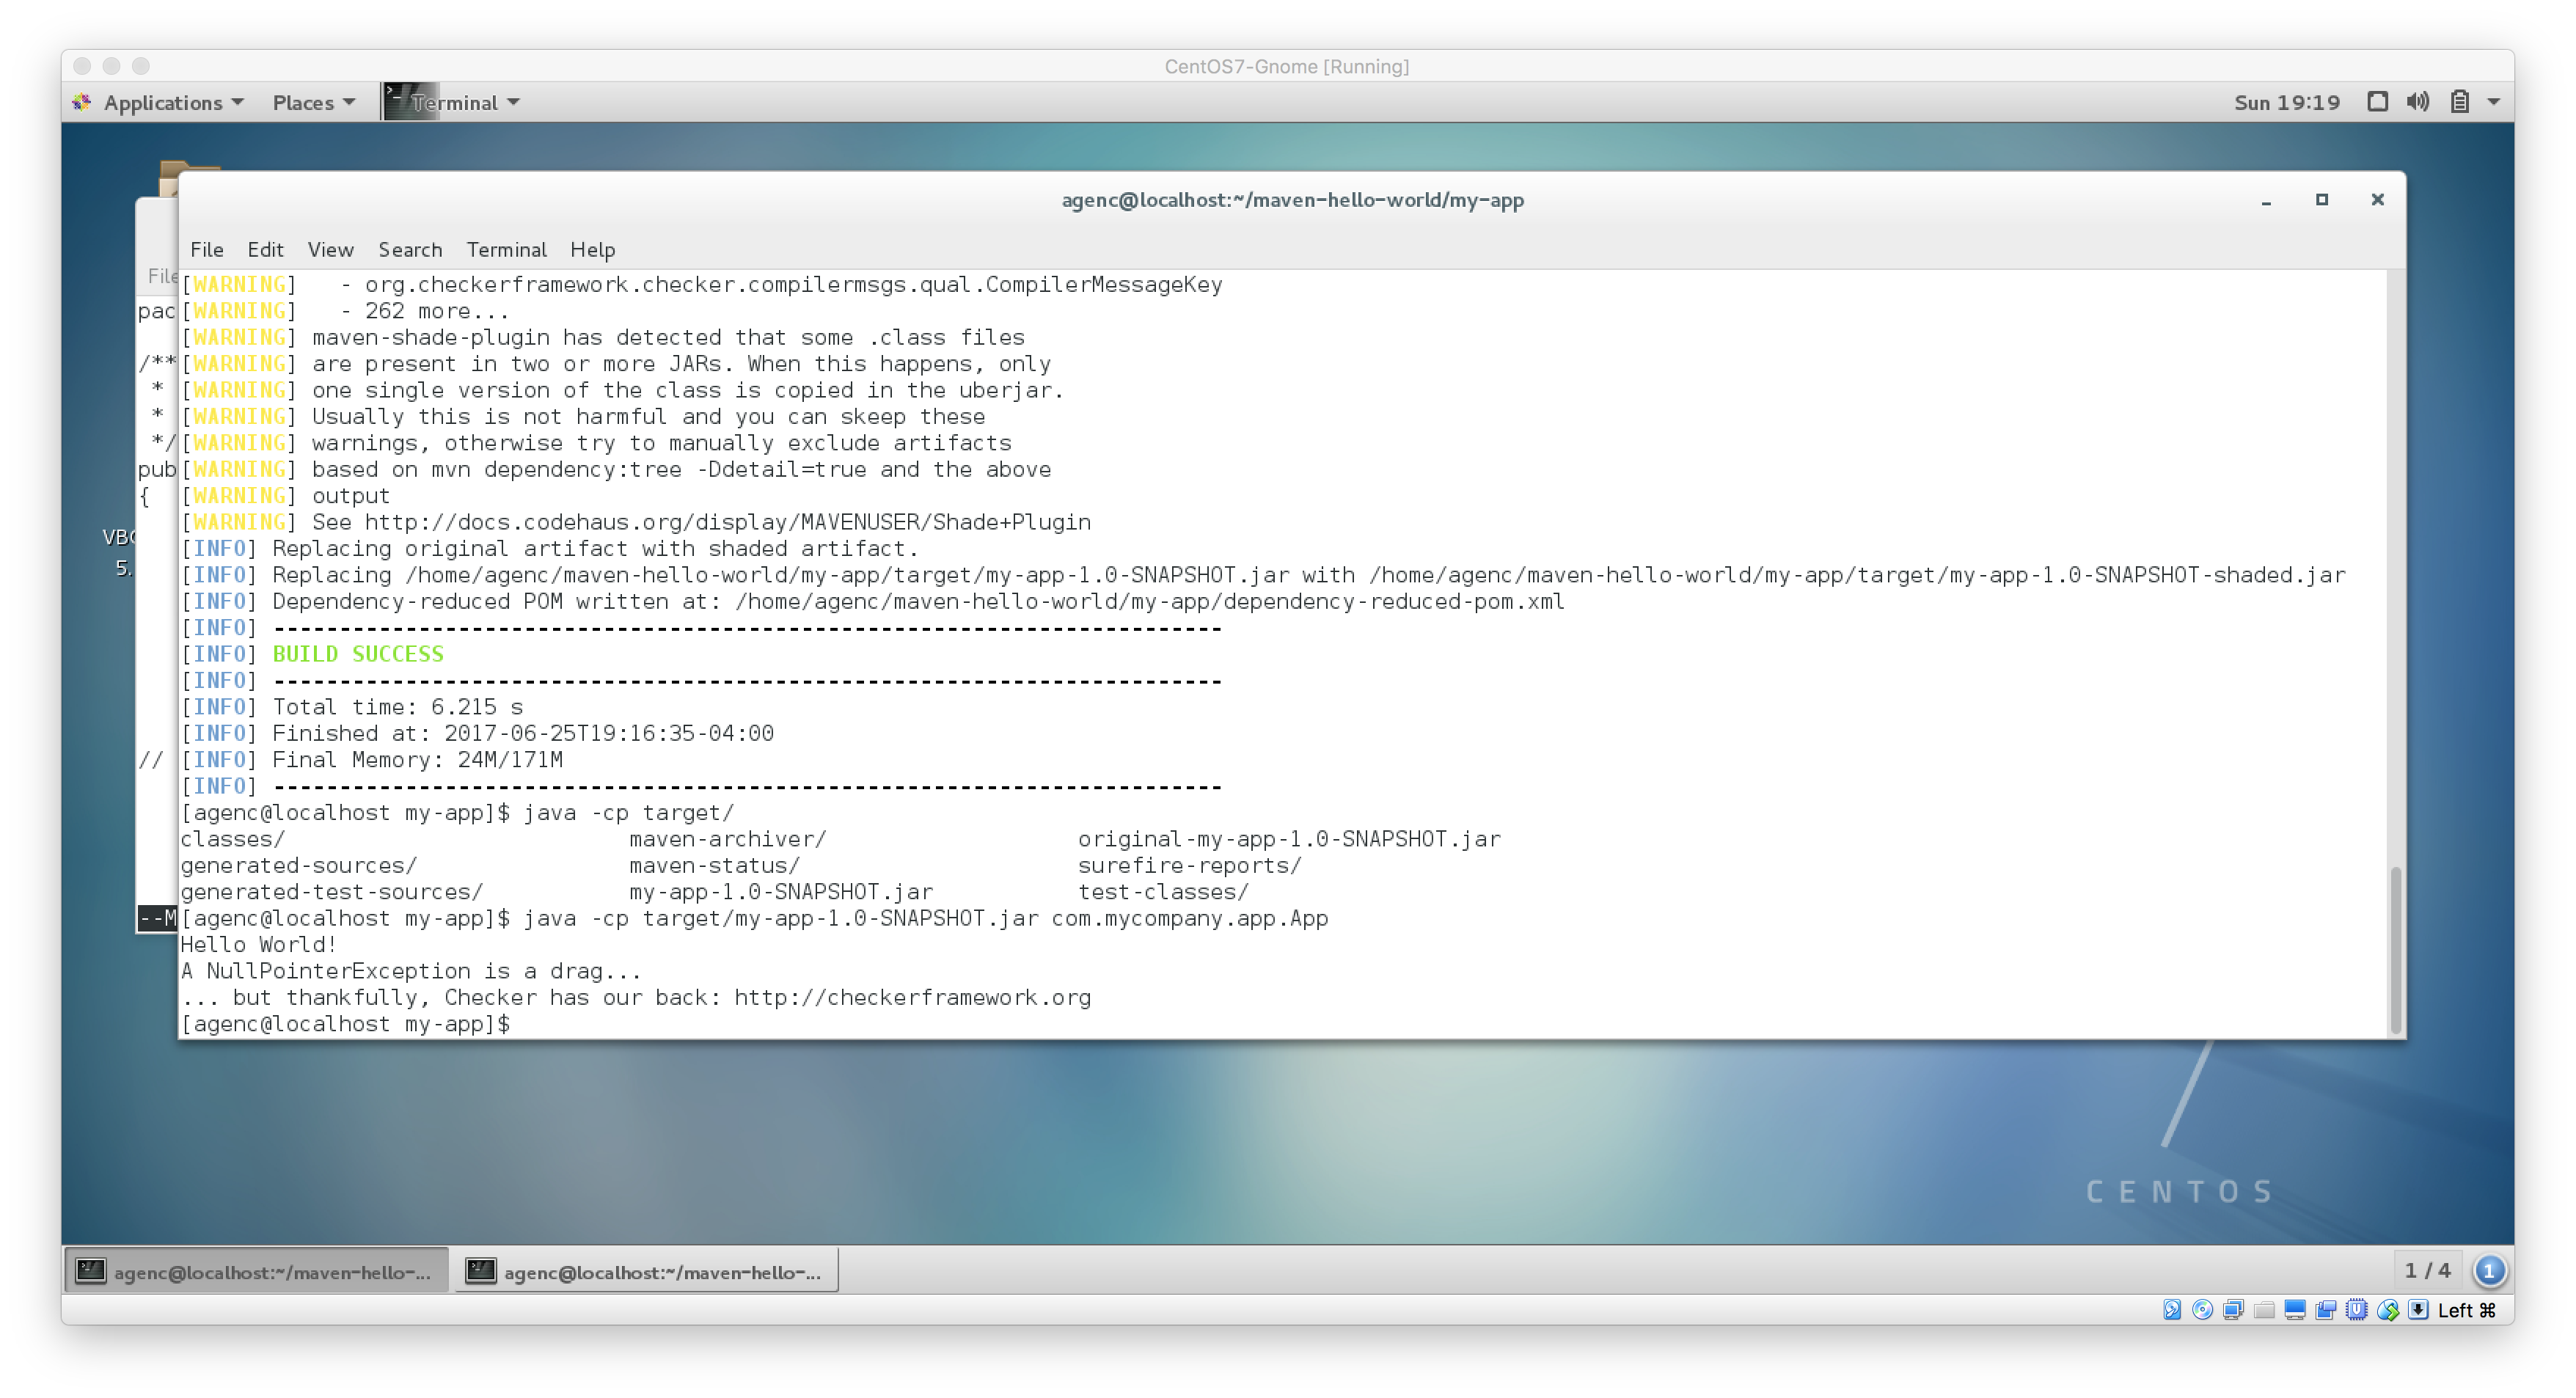 CentOS7-Gnome [Running]
Applications Places Terminal Sun 19:19
agenc@localhost:~/maven-hello-world/my-app
File Edit View Search Terminal Help
File
pac
/**
*
*
*/
pub
{
//
--M
VBO
5.
[WARNING]   - org.checkerframework.checker.compilermsgs.qual.CompilerMessageKey
[WARNING]   - 262 more...
[WARNING] maven-shade-plugin has detected that some .class files
[WARNING] are present in two or more JARs. When this happens, only
[WARNING] one single version of the class is copied in the uberjar.
[WARNING] Usually this is not harmful and you can skeep these
[WARNING] warnings, otherwise try to manually exclude artifacts
[WARNING] based on mvn dependency:tree -Ddetail=true and the above
[WARNING] output
[WARNING] See http://docs.codehaus.org/display/MAVENUSER/Shade+Plugin
[INFO] Replacing original artifact with shaded artifact.
[INFO] Replacing /home/agenc/maven-hello-world/my-app/target/my-app-1.0-SNAPSHOT.jar with /home/agenc/maven-hello-world/my-app/target/my-app-1.0-SNAPSHOT-shaded.jar
[INFO] Dependency-reduced POM written at: /home/agenc/maven-hello-world/my-app/dependency-reduced-pom.xml
[INFO] ------------------------------------------------------------------------
[INFO] BUILD SUCCESS
[INFO] ------------------------------------------------------------------------
[INFO] Total time: 6.215 s
[INFO] Finished at: 2017-06-25T19:16:35-04:00
[INFO] Final Memory: 24M/171M
[INFO] ------------------------------------------------------------------------
[agenc@localhost my-app]$ java -cp target/
classes/ maven-archiver/ original-my-app-1.0-SNAPSHOT.jar
generated-sources/ maven-status/ surefire-reports/
generated-test-sources/ my-app-1.0-SNAPSHOT.jar test-classes/
[agenc@localhost my-app]$ java -cp target/my-app-1.0-SNAPSHOT.jar com.mycompany.app.App
Hello World!
A NullPointerException is a drag...
... but thankfully, Checker has our back: http://checkerframework.org
[agenc@localhost my-app]$
CENTOS
agenc@localhost:~/maven-hello-... agenc@localhost:~/maven-hello-... 1 / 4 1
Left ⌘